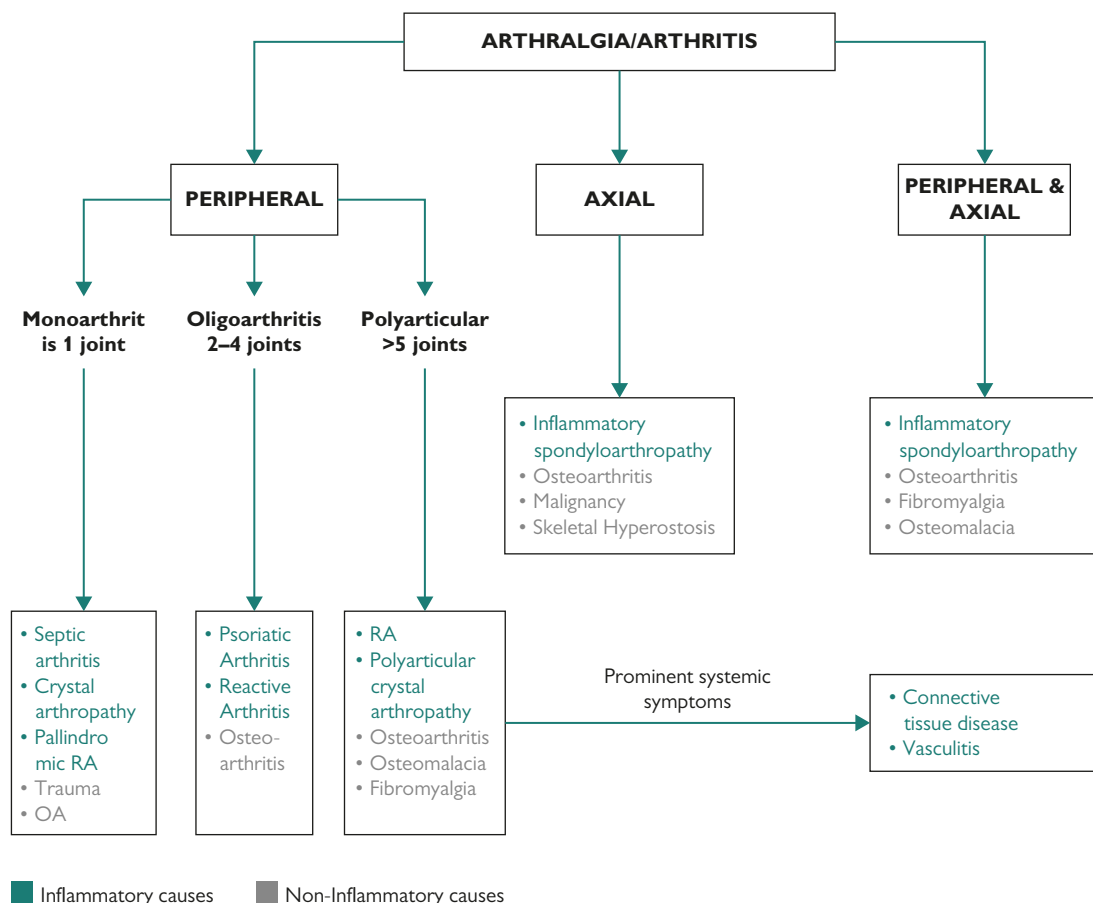 ARTHRALGIA/ARTHRITIS
PERIPHERAL
AXIAL
PERIPHERAL &
AXIAL
Monoarthrit
is 1 joint
Oligoarthritis
2–4 joints
Polyarticular
>5 joints
• Inflammatory
spondyloarthropathy
• Osteoarthritis
• Malignancy
• Skeletal Hyperostosis
• Inflammatory
spondyloarthropathy
• Osteoarthritis
• Fibromyalgia
• Osteomalacia
• Septic
arthritis
• Crystal
arthropathy
• Pallindro
mic RA
• Trauma
• OA
• Psoriatic
Arthritis
• Reactive
Arthritis
• Osteo-
arthritis
• RA
• Polyarticular
crystal
arthropathy
• Osteoarthritis
• Osteomalacia
• Fibromyalgia
Prominent systemic
symptoms
• Connective
tissue disease
• Vasculitis
Inflammatory causes
Non-Inflammatory causes